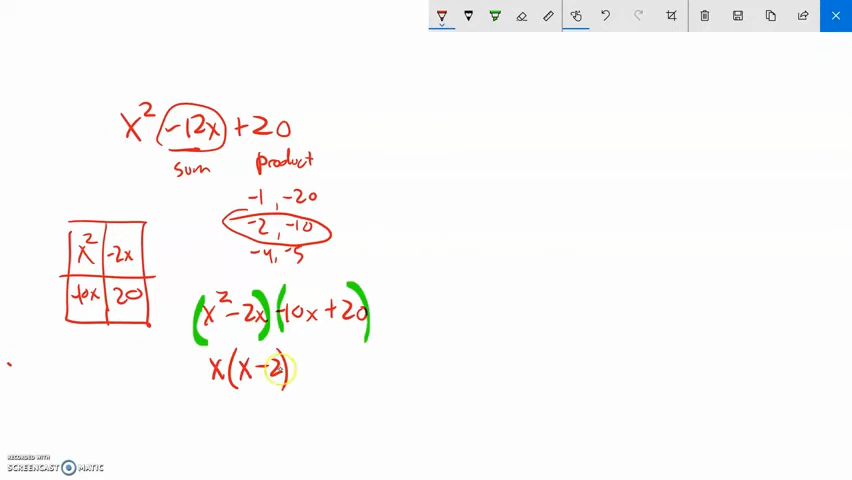 x² -12x +20
sum product
-1, -20
-2, -10
-4, -5
x² -2x
-10x 20
(x² - 2x) (-10x + 20)
x(x - 2)
RECORDED WITH
SCREENCAST MATIC